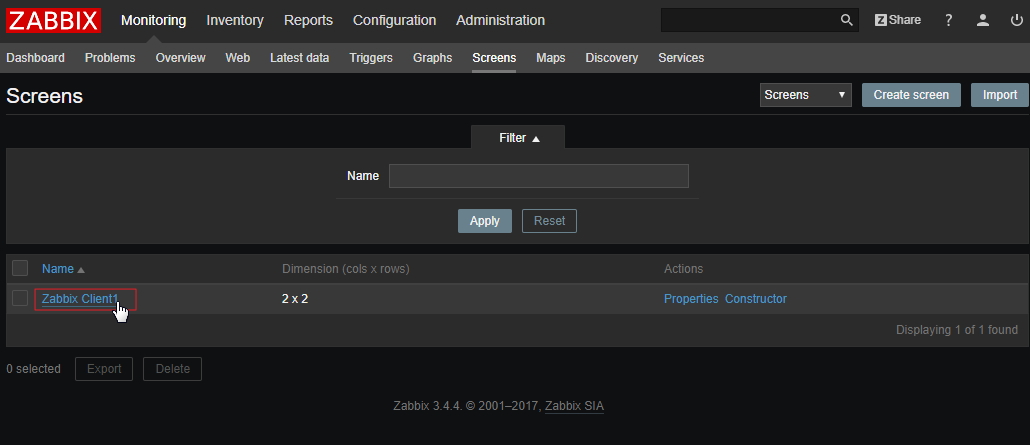 ZABBIX Monitoring Inventory Reports Configuration Administration Z Share ?
Dashboard Problems Overview Web Latest data Triggers Graphs Screens Maps Discovery Services
Screens Screens ▼ Create screen Import
Filter ▲
Name
Apply Reset
Name ▲ Dimension (cols x rows) Actions
Zabbix Client1 2 x 2 Properties Constructor
Displaying 1 of 1 found
0 selected Export Delete
Zabbix 3.4.4. © 2001–2017, Zabbix SIA